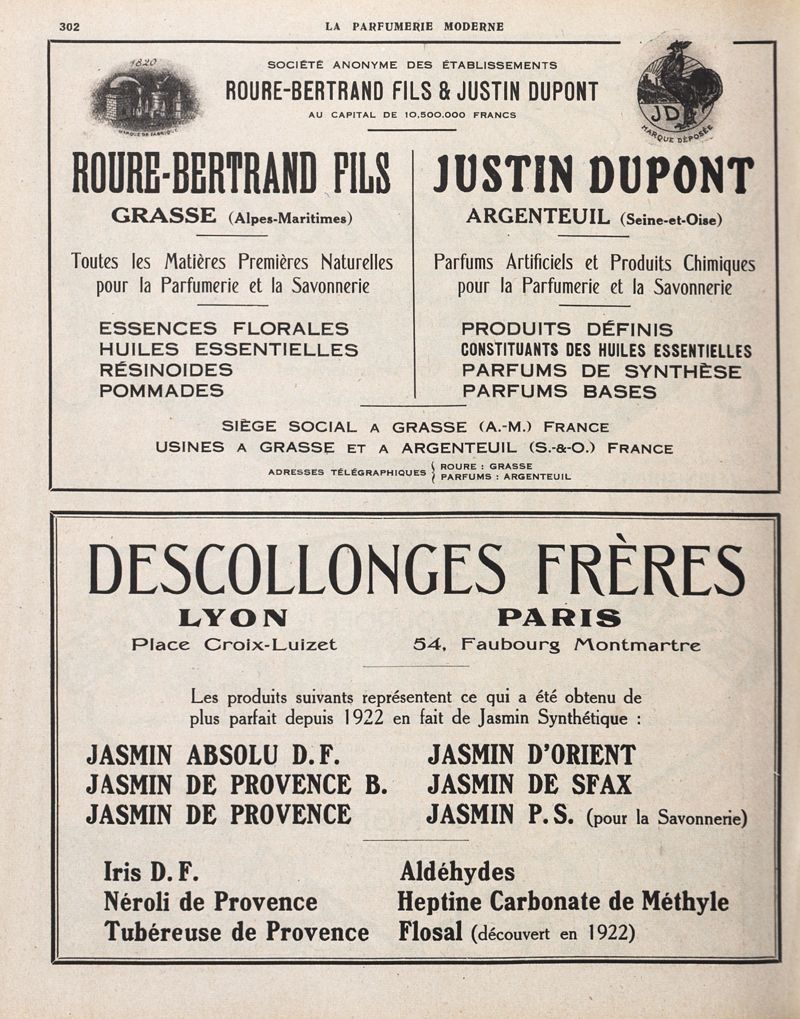 302
LA PARFUMERIE MODERNE
1820
MARQUE DE FABRIQUE
SOCIÉTÉ ANONYME DES ÉTABLISSEMENTS
ROURE-BERTRAND FILS & JUSTIN DUPONT
AU CAPITAL DE 10,500.000 FRANCS
JD
MARQUE DÉPOSÉE
ROURE-BERTRAND FILS
GRASSE (Alpes-Maritimes)
Toutes les Matières Premières Naturelles
pour la Parfumerie et la Savonnerie
ESSENCES FLORALES
HUILES ESSENTIELLES
RÉSINOIDES
POMMADES
JUSTIN DUPONT
ARGENTEUIL (Seine-et-Oise)
Parfums Artificiels et Produits Chimiques
pour la Parfumerie et la Savonnerie
PRODUITS DÉFINIS
CONSTITUANTS DES HUILES ESSENTIELLES
PARFUMS DE SYNTHÈSE
PARFUMS BASES
SIÈGE SOCIAL A GRASSE (A.-M.) FRANCE
USINES A GRASSE ET A ARGENTEUIL (S.-&-O.) FRANCE
ADRESSES TÉLÉGRAPHIQUES { ROURE : GRASSE
PARFUMS : ARGENTEUIL
DESCOLLONGES FRÈRES
LYON
Place Croix-Luizet
PARIS
54, Faubourg Montmartre
Les produits suivants représentent ce qui a été obtenu de
plus parfait depuis 1922 en fait de Jasmin Synthétique :
JASMIN ABSOLU D. F.
JASMIN DE PROVENCE B.
JASMIN DE PROVENCE
JASMIN D'ORIENT
JASMIN DE SFAX
JASMIN P. S. (pour la Savonnerie)
Iris D. F.
Néroli de Provence
Tubéreuse de Provence
Aldéhydes
Heptine Carbonate de Méthyle
Flosal (découvert en 1922)